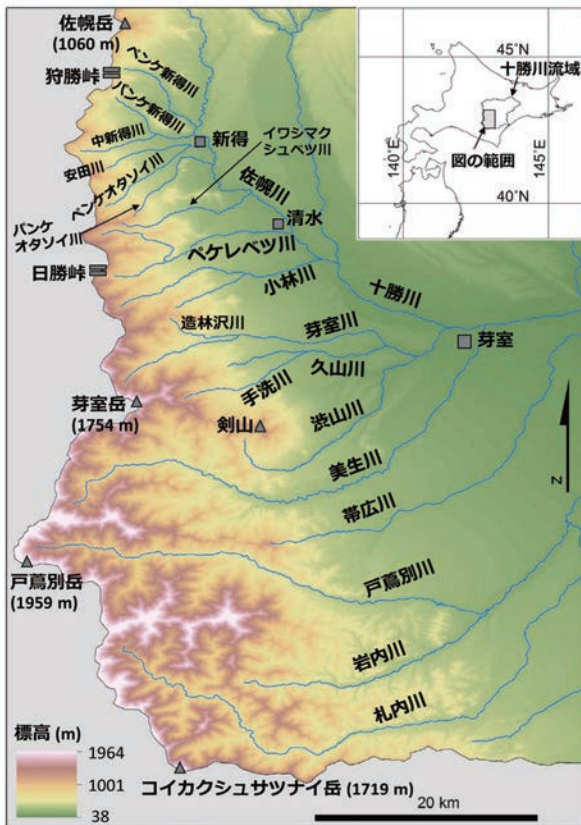 佐幌岳
(1060 m)
狩勝峠
ペンケ新得川
パンケ新得川
新得
中新得川
安田川
ペンケオタソイ川
イワシマク
シュベツ川
佐幌川
清水
パンケ
オタソイ川
ペケレベツ川
日勝峠
小林川
十勝川
造林沢川
芽室川
芽室
久山川
手洗川
芽室岳
(1754 m)
剣山
渋山川
美生川
帯広川
N
戸蔦別岳
(1959 m)
戸蔦別川
岩内川
札内川
標高 (m)
1964
1001
38
コイカクシュサツナイ岳 (1719 m)
20 km
45°N
十勝川流域
図の範囲
140°E
145°E
40°N